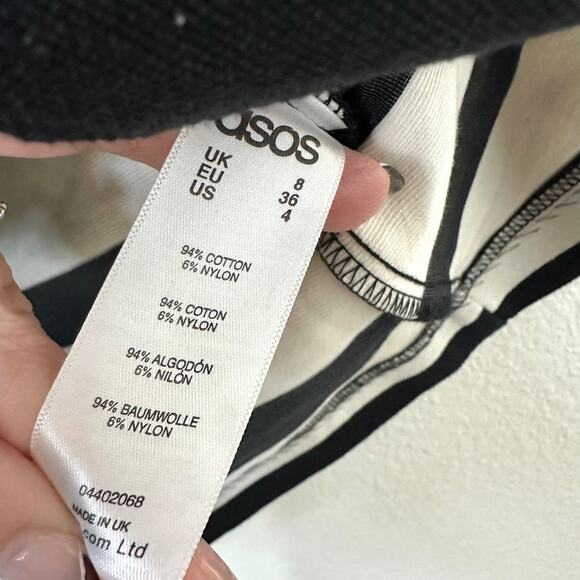 asos
UK 8
EU 36
US 4
94% COTTON
6% NYLON
94% COTON
6% NYLON
94% ALGODÓN
6% NILÓN
94% BAUMWOLLE
6% NYLON
04402068
MADE IN UK
.com Ltd